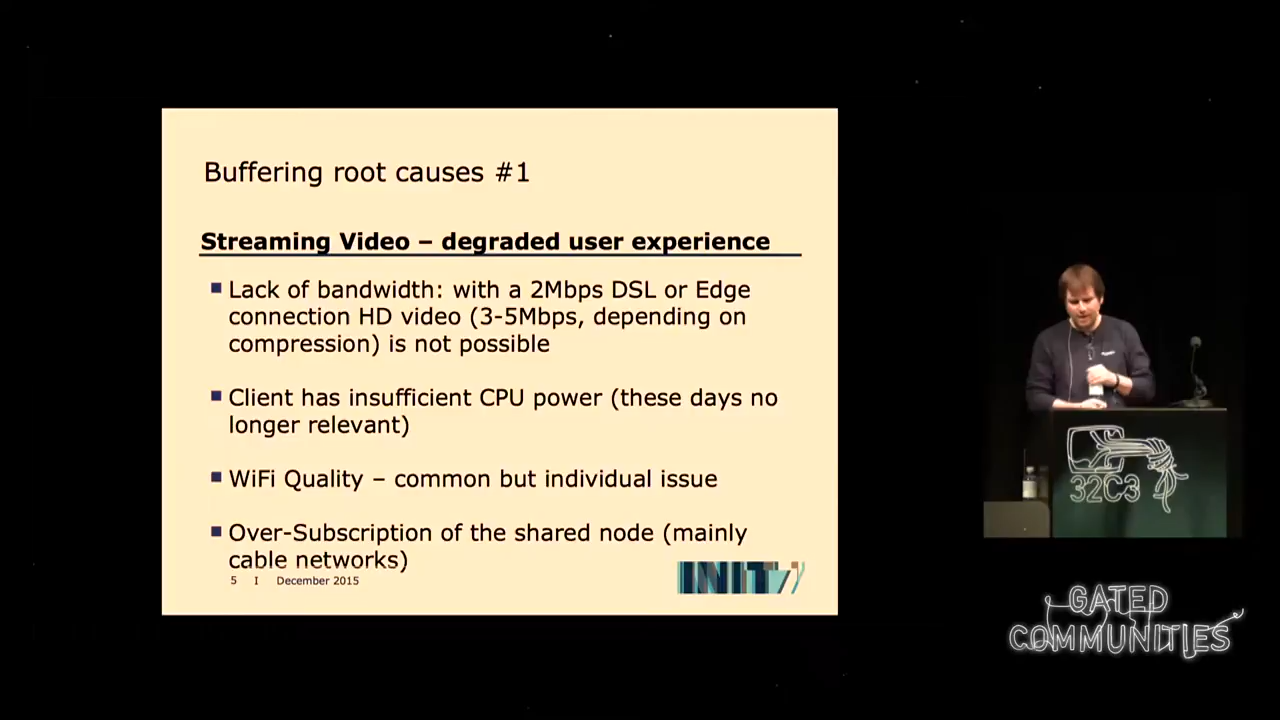 Buffering root causes #1
Streaming Video – degraded user experience
Lack of bandwidth: with a 2Mbps DSL or Edge
connection HD video (3-5Mbps, depending on
compression) is not possible
Client has insufficient CPU power (these days no
longer relevant)
WiFi Quality – common but individual issue
Over-Subscription of the shared node (mainly
cable networks)
5 I December 2015
INIT7
32C3
GATED
COMMUNITIES